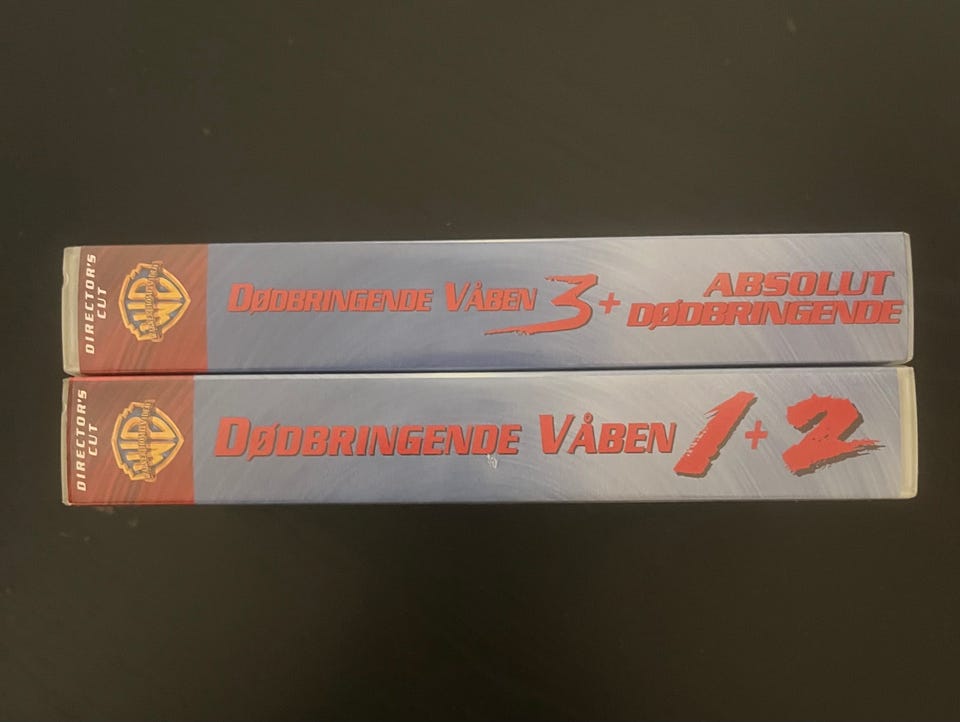 DIRECTOR'S
CUT
DØDBRINGENDE VÅBEN 3 +
ABSOLUT
DØDBRINGENDE
DIRECTOR'S
CUT
DØDBRINGENDE VÅBEN 1 + 2